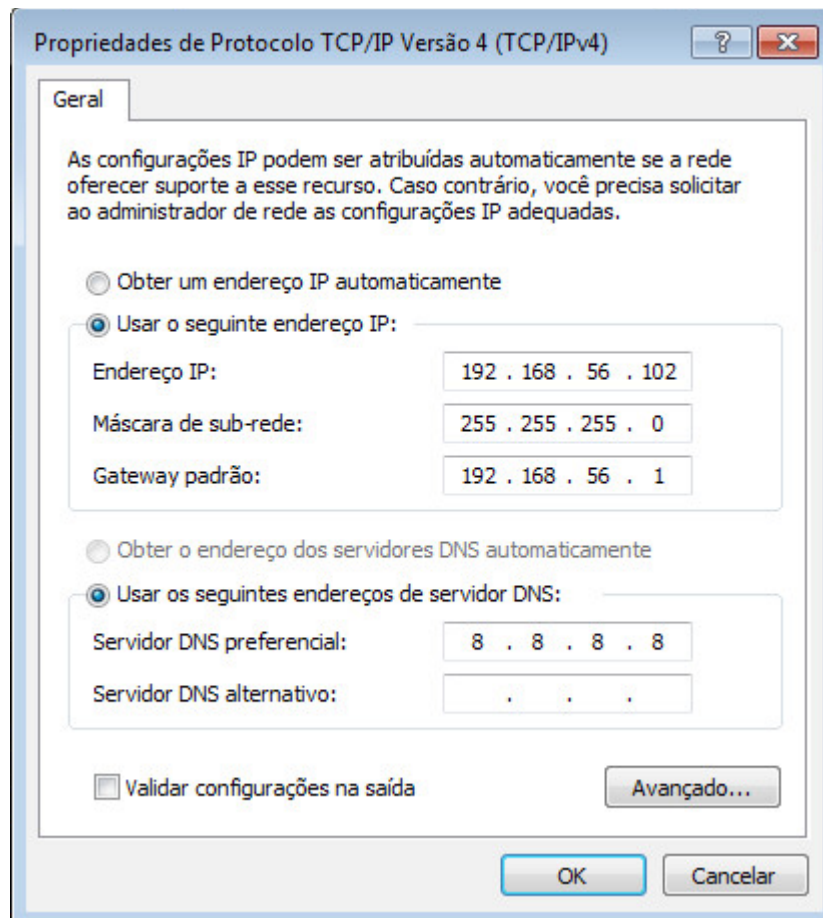 Propriedades de Protocolo TCP/IP Versão 4 (TCP/IPv4)
Geral
As configurações IP podem ser atribuídas automaticamente se a rede
oferecer suporte a esse recurso. Caso contrário, você precisa solicitar
ao administrador de rede as configurações IP adequadas.
Obter um endereço IP automaticamente
Usar o seguinte endereço IP:
Endereço IP: 192 . 168 . 56 . 102
Máscara de sub-rede: 255 . 255 . 255 . 0
Gateway padrão: 192 . 168 . 56 . 1
Obter o endereço dos servidores DNS automaticamente
Usar os seguintes endereços de servidor DNS:
Servidor DNS preferencial: 8 . 8 . 8 . 8
Servidor DNS alternativo: . . .
Validar configurações na saída Avançado...
OK Cancelar